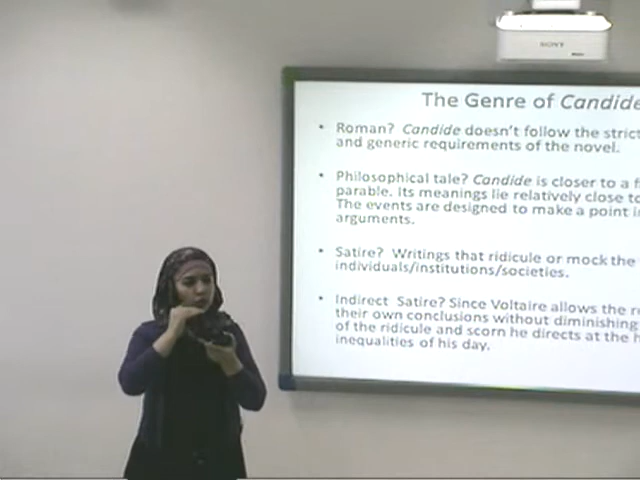 SONY
The Genre of Candide
• Roman? Candide doesn't follow the strict
and generic requirements of the novel.
• Philosophical tale? Candide is closer to a
parable. Its meanings lie relatively close to
The events are designed to make a point
arguments.
• Satire? Writings that ridicule or mock the
individuals/institutions/societies.
• Indirect Satire? Since Voltaire allows the
their own conclusions without diminishing
of the ridicule and scorn he directs at the
inequalities of his day.